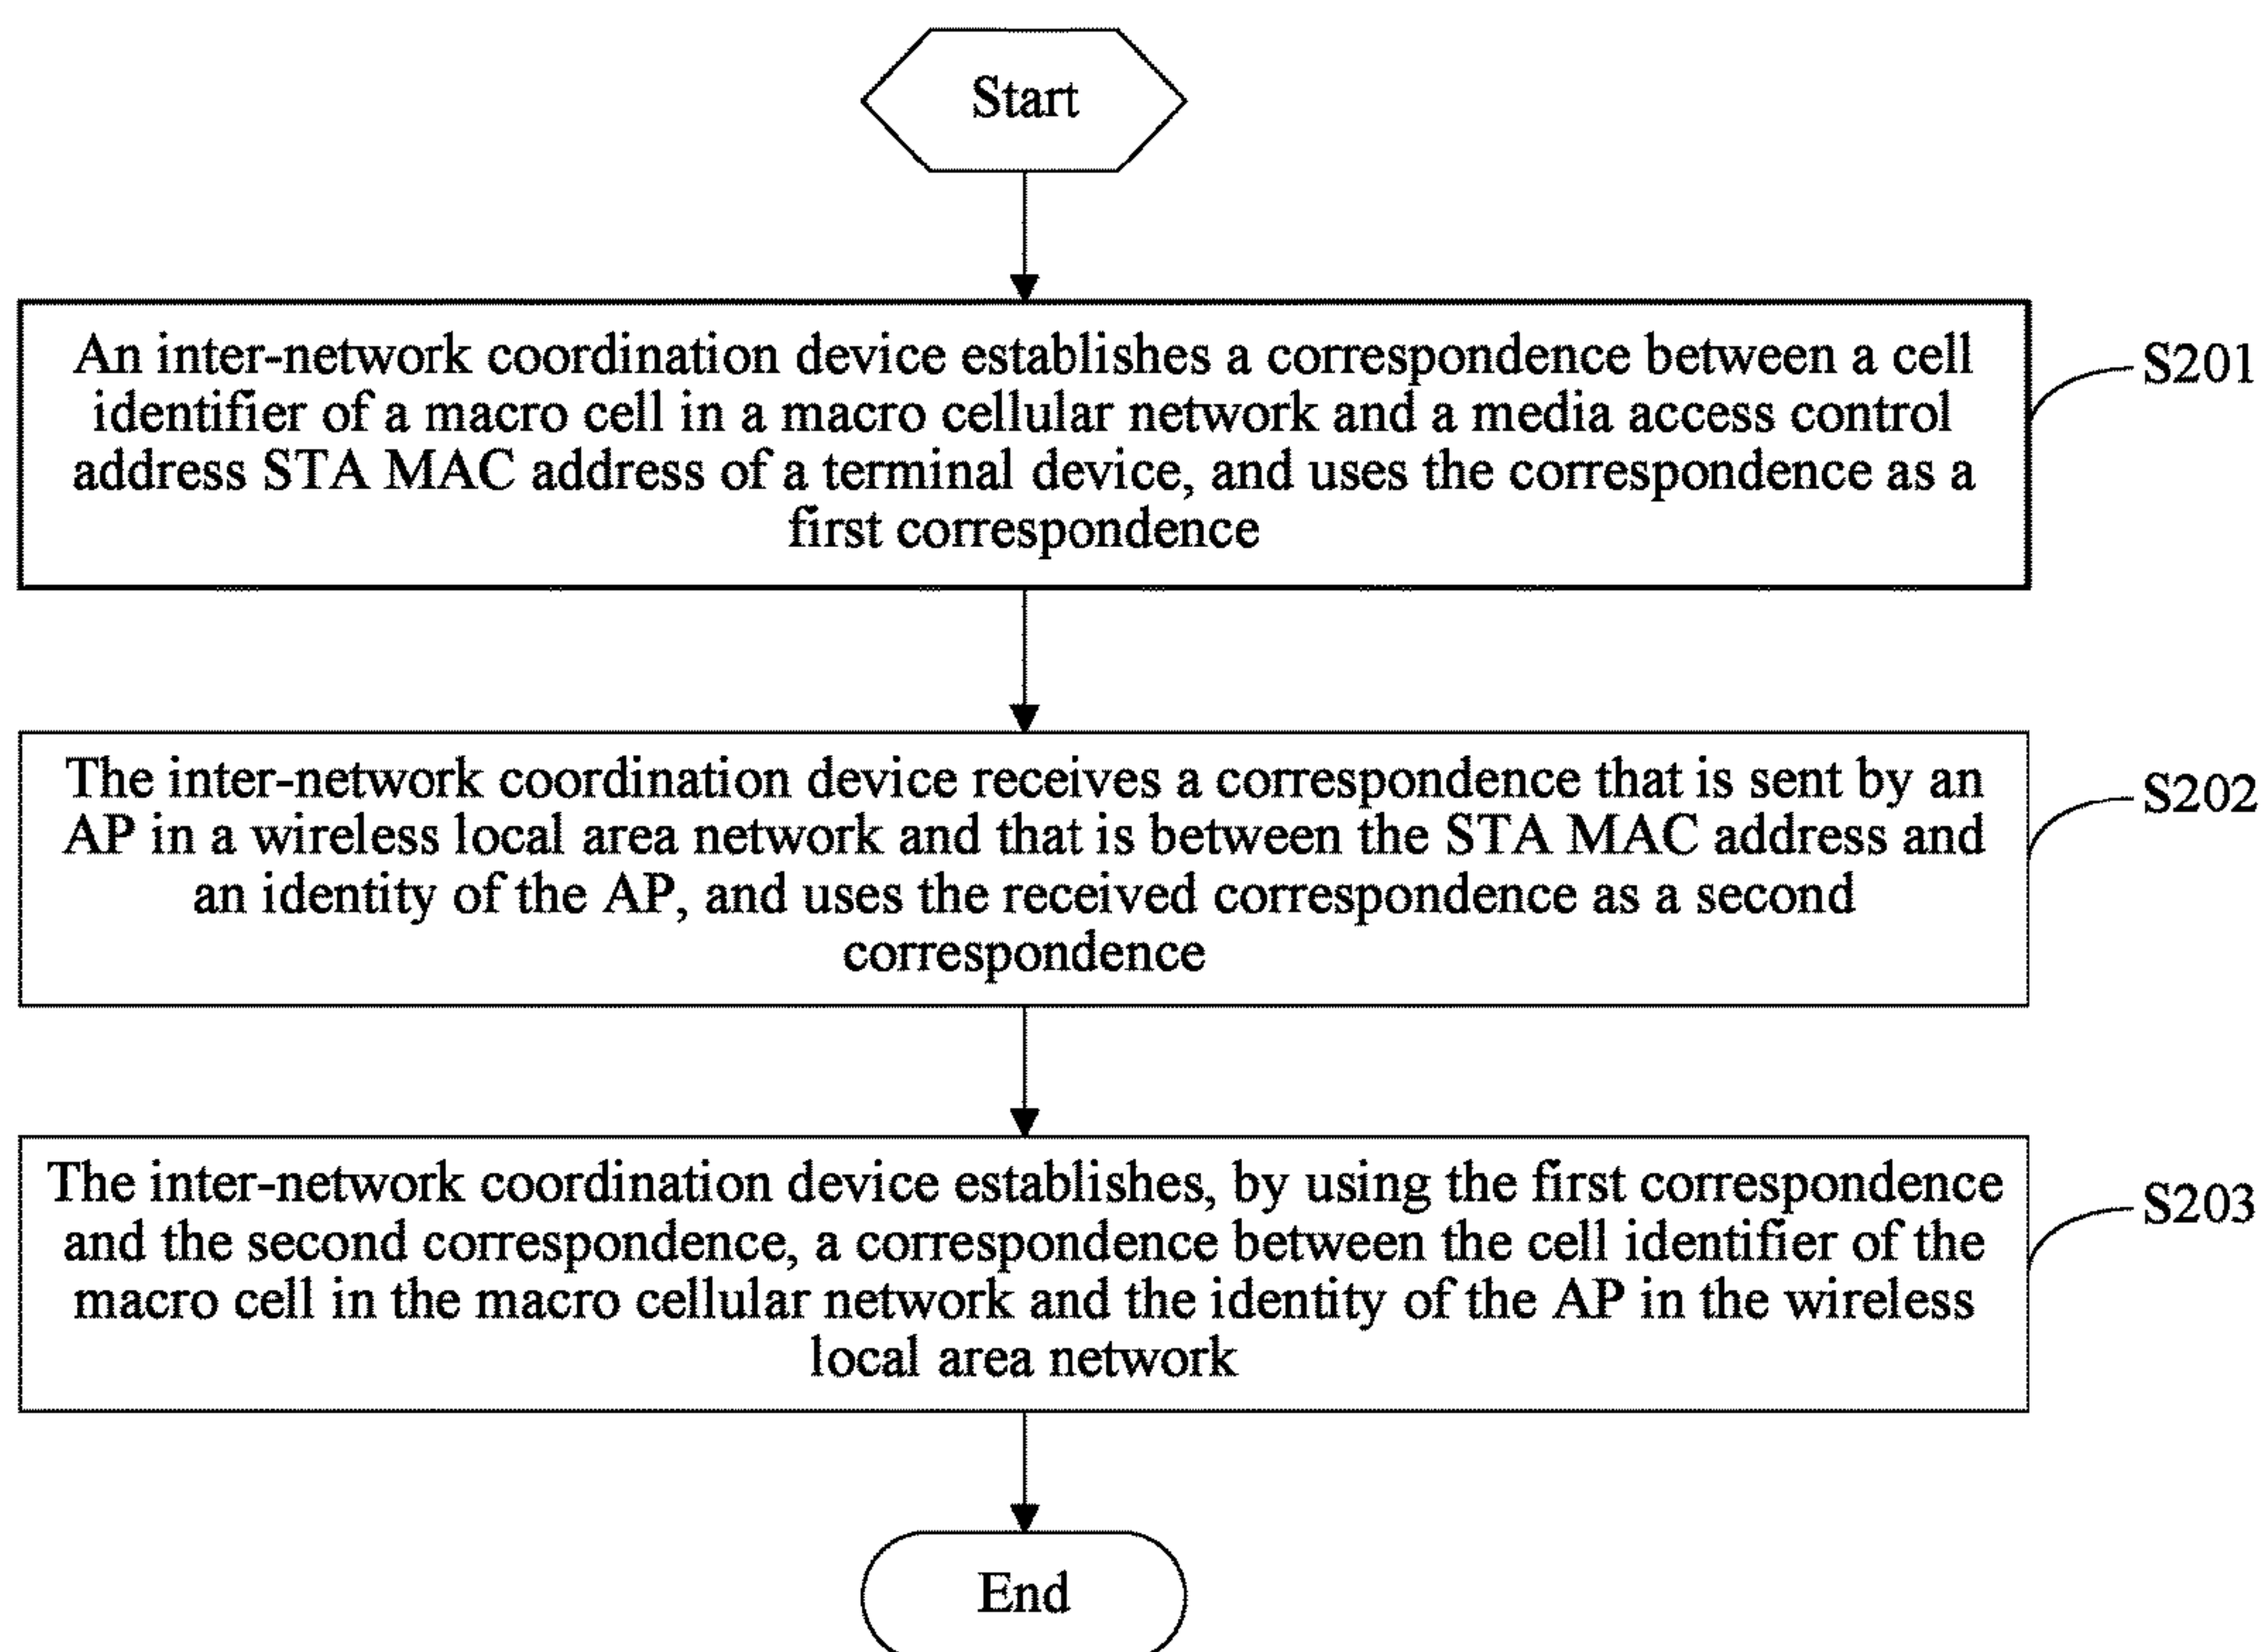 Start
An inter-network coordination device establishes a correspondence between a cell
identifier of a macro cell in a macro cellular network and a media access control
address STA MAC address of a terminal device, and uses the correspondence as a
first correspondence
S201
The inter-network coordination device receives a correspondence that is sent by an
AP in a wireless local area network and that is between the STA MAC address and
an identity of the AP, and uses the received correspondence as a second
correspondence
S202
The inter-network coordination device establishes, by using the first correspondence
and the second correspondence, a correspondence between the cell identifier of the
macro cell in the macro cellular network and the identity of the AP in the wireless
local area network
S203
End